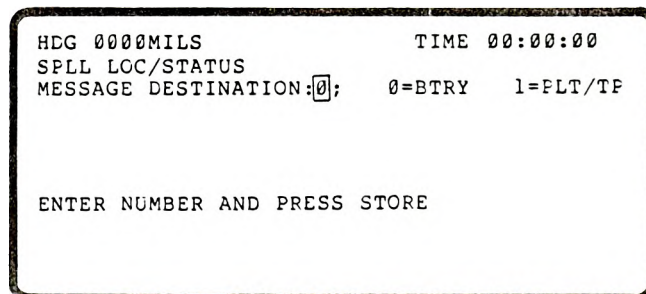 HDG 0000MILS TIME 00:00:00
SPLL LOC/STATUS
MESSAGE DESTINATION:0; 0=BTRY 1=PLT/TP
ENTER NUMBER AND PRESS STORE